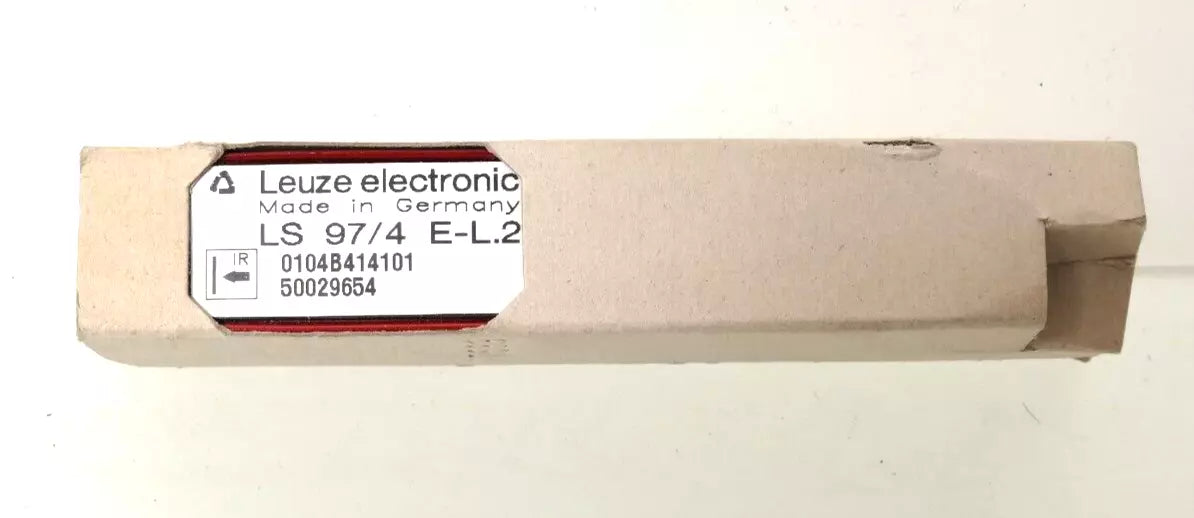 Leuze electronic
Made in Germany
LS 97/4 E-L.2
IR
0104B414101
50029654